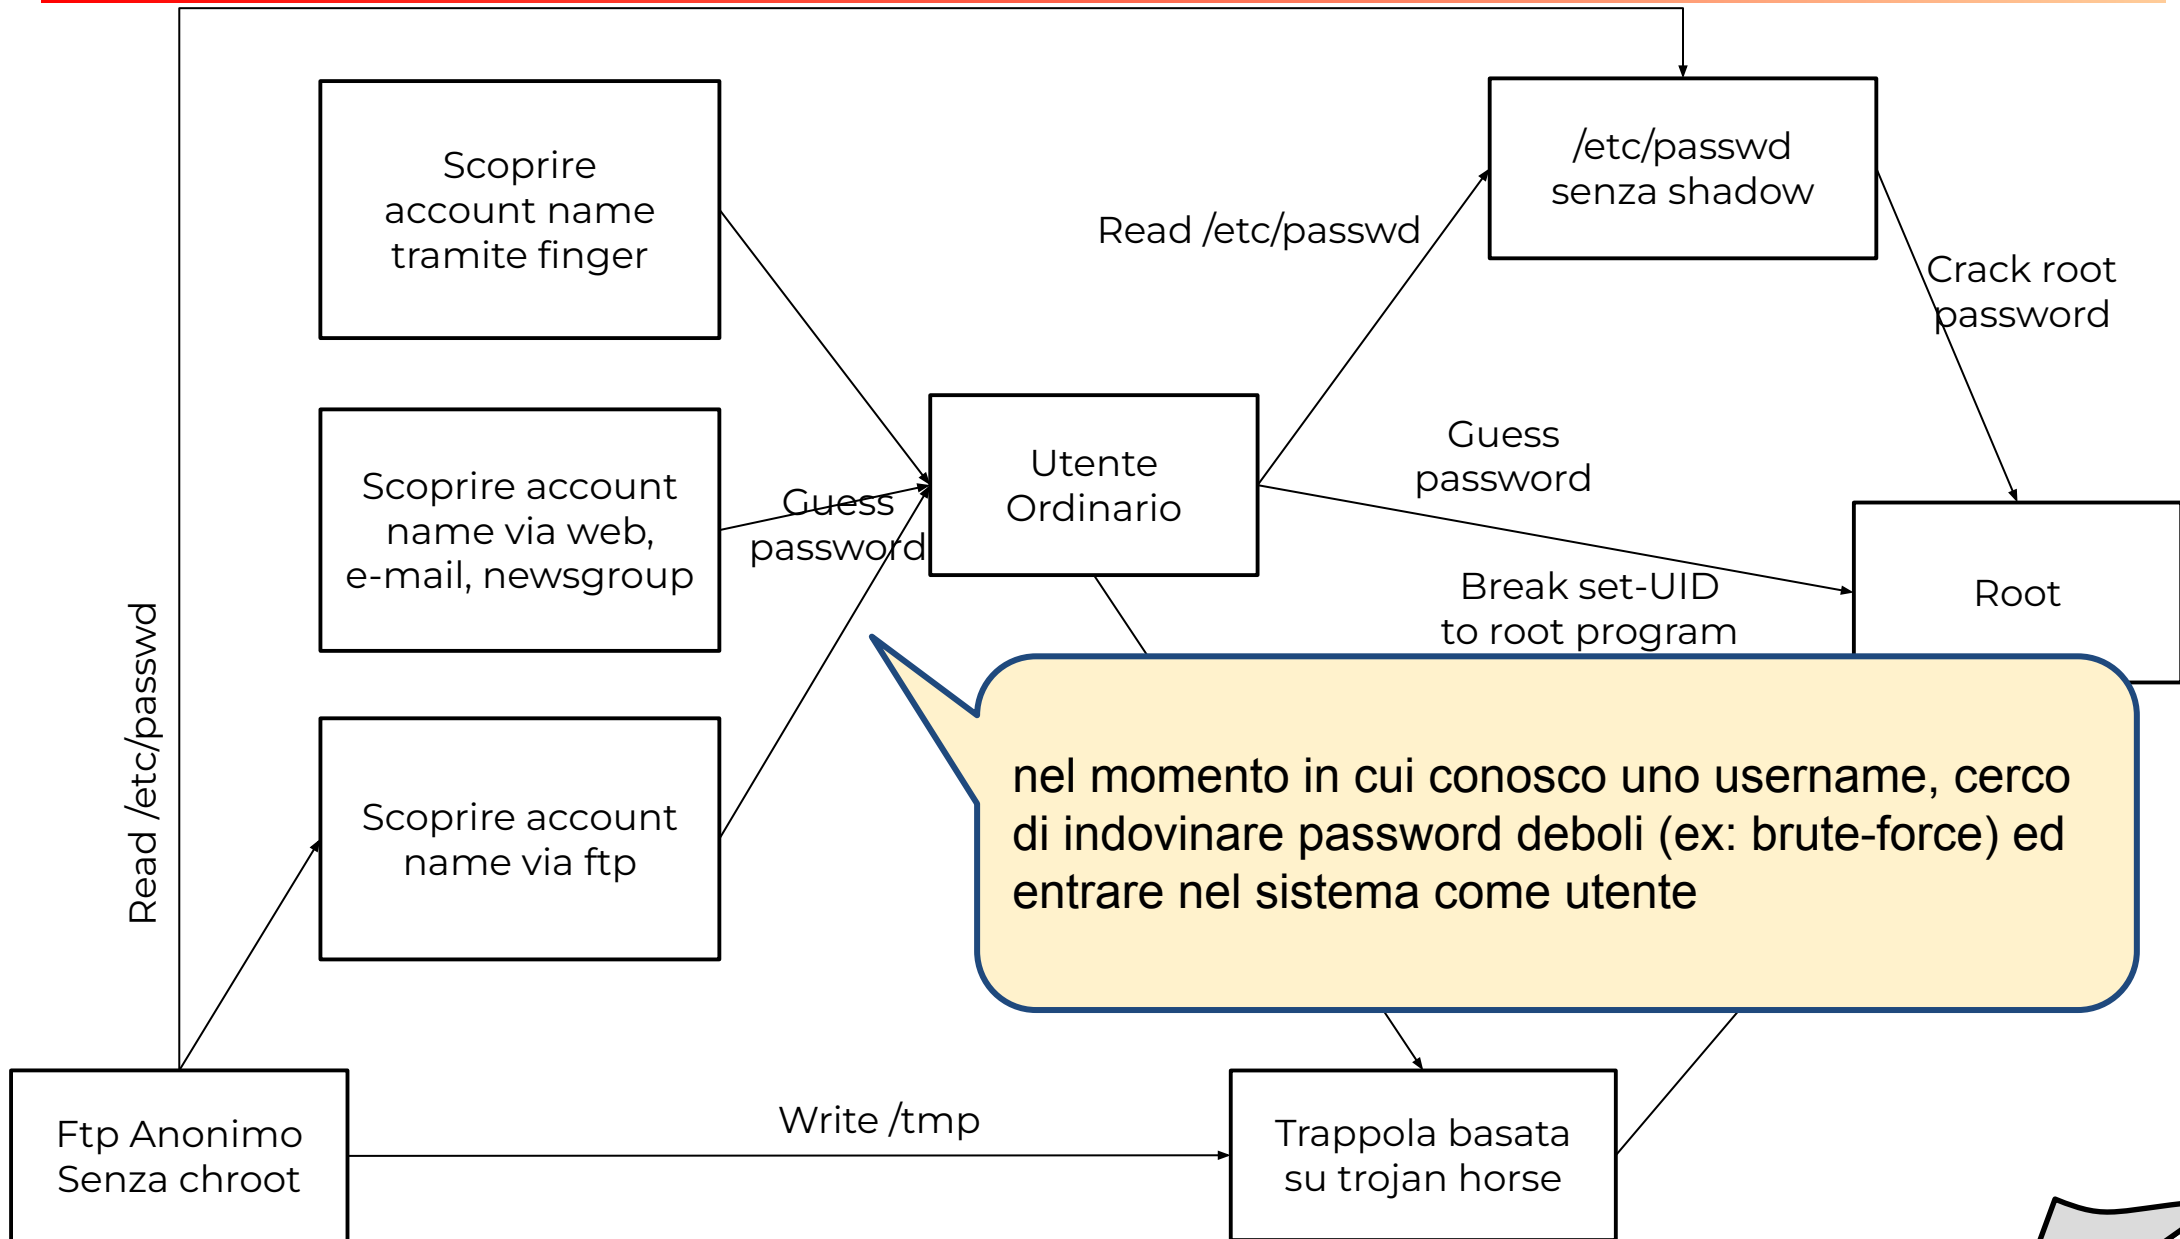 Scoprire
account name
tramite finger
/etc/passwd
senza shadow
Read /etc/passwd
Crack root
password
Scoprire account
name via web,
e-mail, newsgroup
Guess
password
Utente
Ordinario
Guess
password
Break set-UID
to root program
Root
Read /etc/passwd
Scoprire account
name via ftp
nel momento in cui conosco uno username, cerco
di indovinare password deboli (ex: brute-force) ed
entrare nel sistema come utente
Ftp Anonimo
Senza chroot
Write /tmp
Trappola basata
su trojan horse